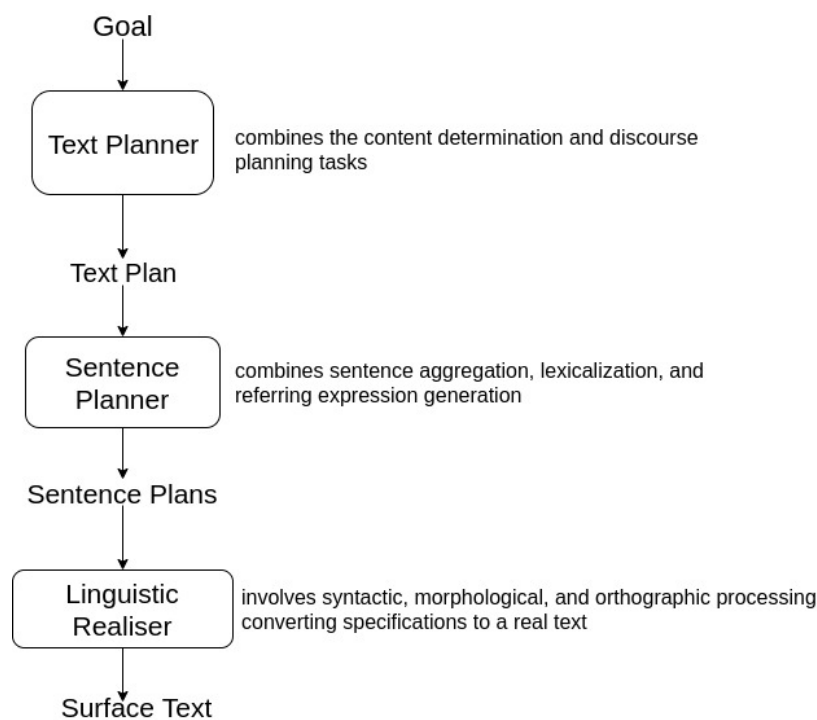 Goal
Text Planner
combines the content determination and discourse
planning tasks
Text Plan
Sentence
Planner
combines sentence aggregation, lexicalization, and
referring expression generation
Sentence Plans
Linguistic
Realiser
involves syntactic, morphological, and orthographic processing
converting specifications to a real text
Surface Text